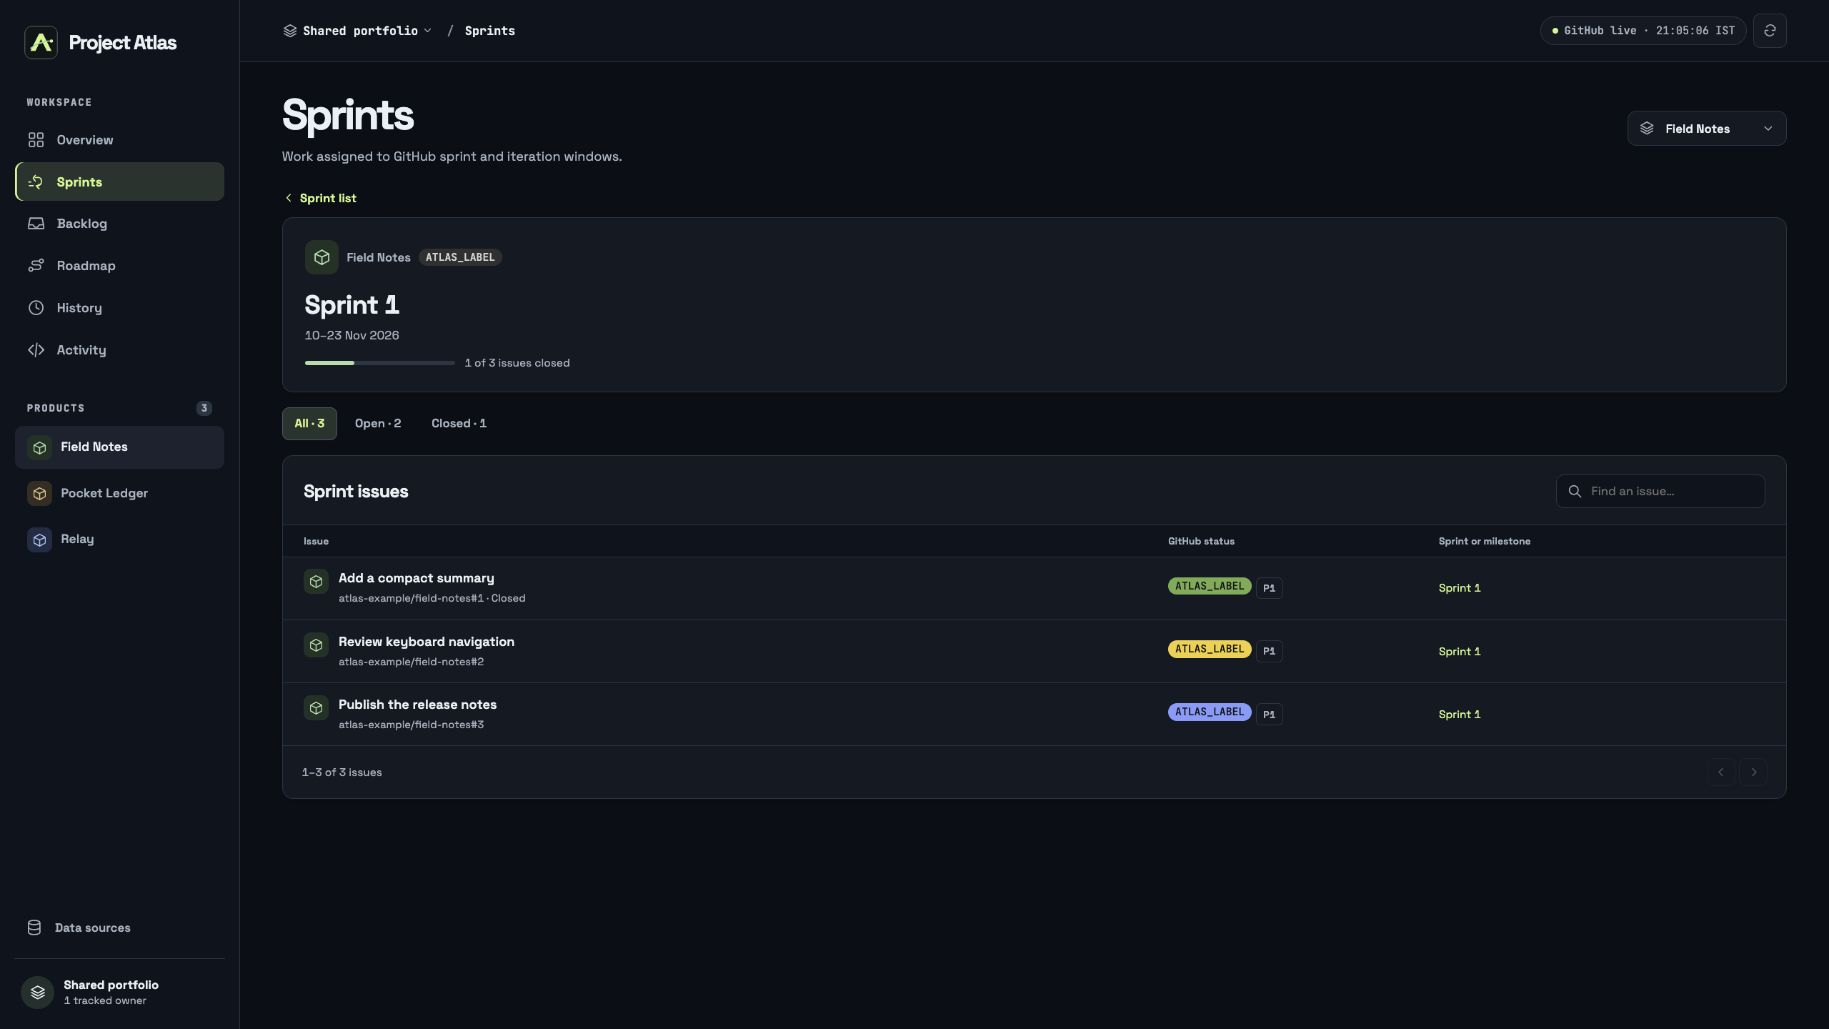 Project Atlas
WORKSPACE
Overview
Sprints
Backlog
Roadmap
History
Activity
PRODUCTS 3
Field Notes
Pocket Ledger
Relay
Data sources
Shared portfolio
1 tracked owner
Shared portfolio / Sprints
GitHub live · 21:05:06 IST
Sprints
Work assigned to GitHub sprint and iteration windows.
Field Notes
Sprint list
Field Notes ATLAS_LABEL
Sprint 1
10–23 Nov 2026
1 of 3 issues closed
All · 3 Open · 2 Closed · 1
Sprint issues
Find an issue...
Issue GitHub status Sprint or milestone
Add a compact summary
atlas-example/field-notes#1 · Closed
ATLAS_LABEL P1 Sprint 1
Review keyboard navigation
atlas-example/field-notes#2
ATLAS_LABEL P1 Sprint 1
Publish the release notes
atlas-example/field-notes#3
ATLAS_LABEL P1 Sprint 1
1–3 of 3 issues